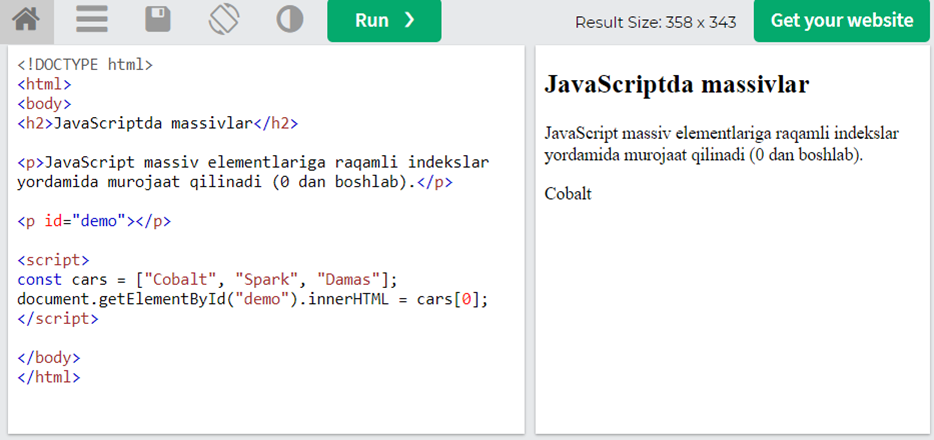 Run ❯
Result Size: 358 x 343
Get your website
<!DOCTYPE html>
<html>
<body>
<h2>JavaScriptda massivlar</h2>
<p>JavaScript massiv elementlariga raqamli indekslar
yordamida murojaat qilinadi (0 dan boshlab).</p>
<p id="demo"></p>
<script>
const cars = ["Cobalt", "Spark", "Damas"];
document.getElementById("demo").innerHTML = cars[0];
</script>
</body>
</html>
JavaScriptda massivlar
JavaScript massiv elementlariga raqamli indekslar
yordamida murojaat qilinadi (0 dan boshlab).
Cobalt